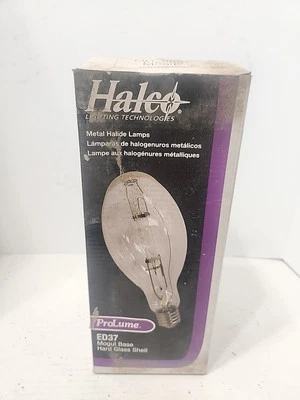 Halco
LIGHTING TECHNOLOGIES
Metal Halide Lamps
Lámparas de halogenuros metálicos
Lampe aux halogénures métalliques
ProLume
ED37
Mogul Base
Hard Glass Shell